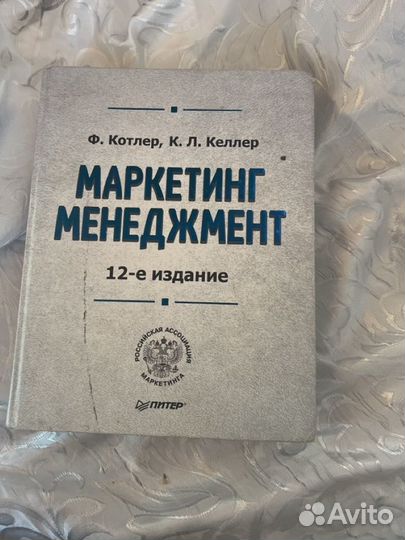 Ф. Котлер, К. Л. Келлер
МАРКЕТИНГ
МЕНЕДЖМЕНТ
12-е издание
РОССИЙСКАЯ АССОЦИАЦИЯ
МАРКЕТИНГА
ПИТЕР
Avito